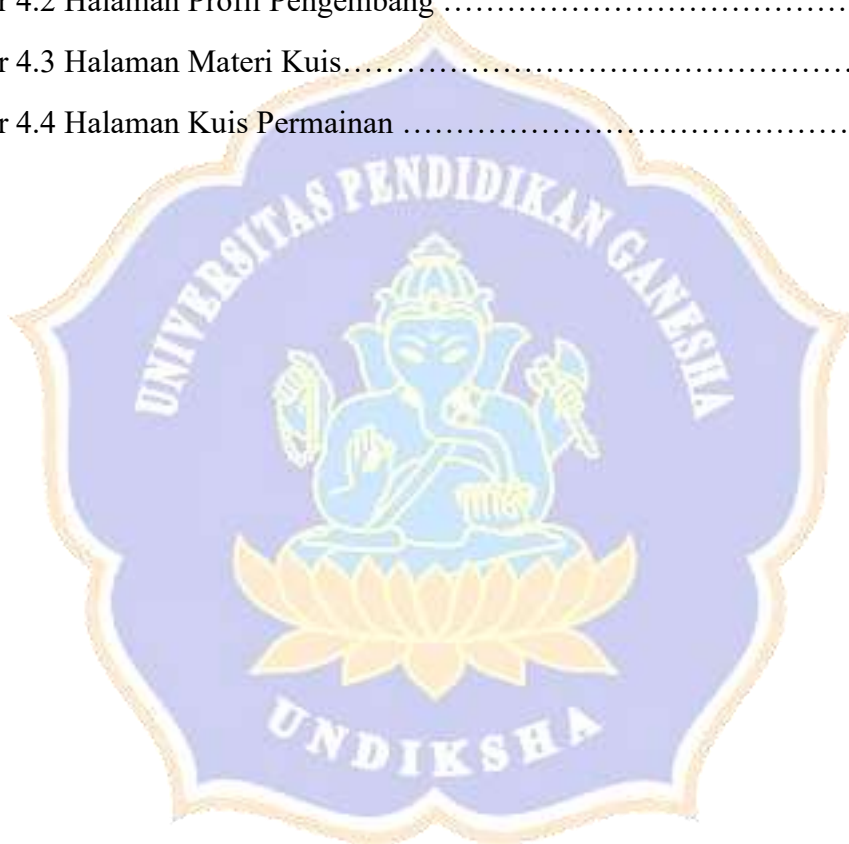 r 4.2 Halaman Profil Pengembang ……………………………………
r 4.3 Halaman Materi Kuis……………………………………………
r 4.4 Halaman Kuis Permainan ………………………………………
UNIVERSITAS PENDIDIKAN GANESHA
UNDIKSHA